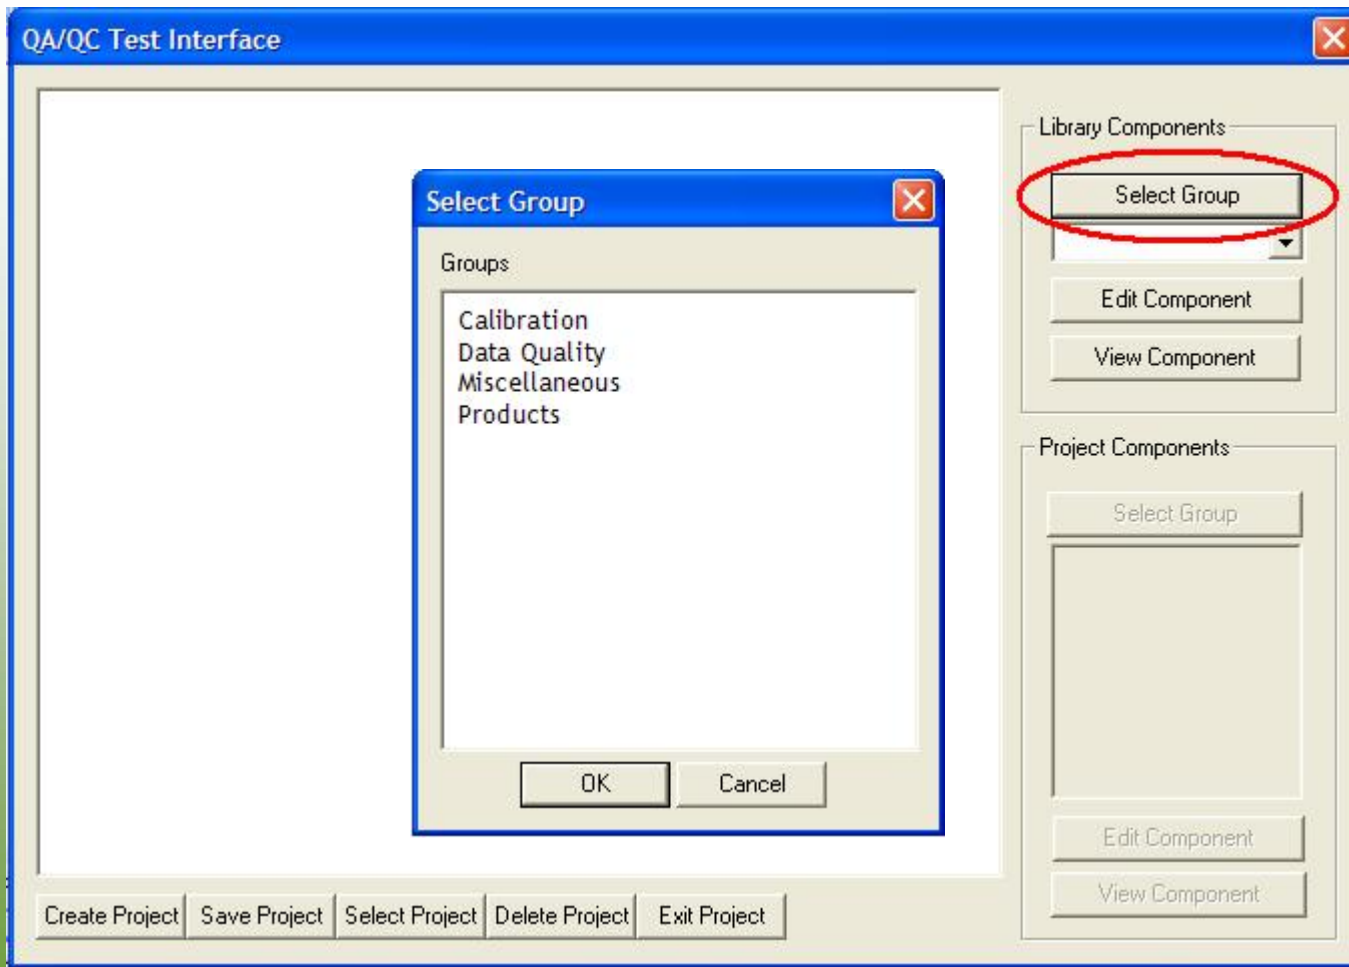 QA/QC Test Interface
Library Components
Select Group
Edit Component
View Component
Select Group
Groups
Calibration
Data Quality
Miscellaneous
Products
OK Cancel
Project Components
Select Group
Edit Component
View Component
Create Project Save Project Select Project Delete Project Exit Project